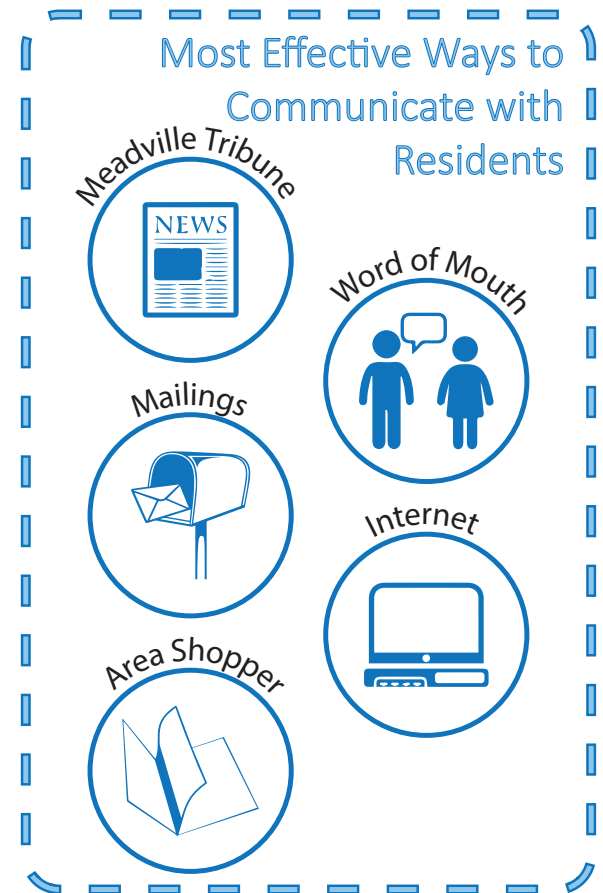 Most Effective Ways to
Communicate with
Residents
Meadville Tribune
NEWS
Word of Mouth
Mailings
Internet
Area Shopper